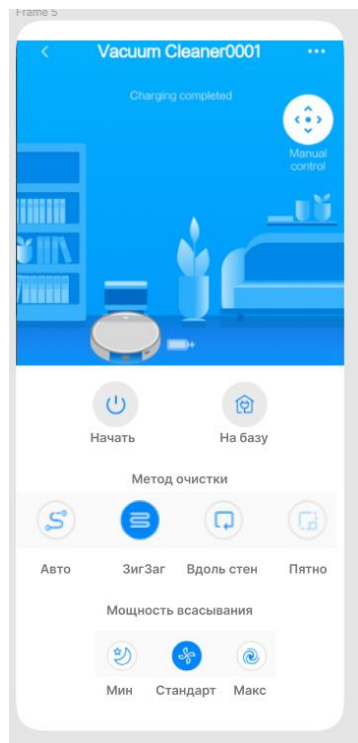 Frame 5
Vacuum Cleaner0001
Charging completed
Manual
control
Начать На базу
Метод очистки
Авто ЗигЗаг Вдоль стен Пятно
Мощность всасывания
Мин Стандарт Макс